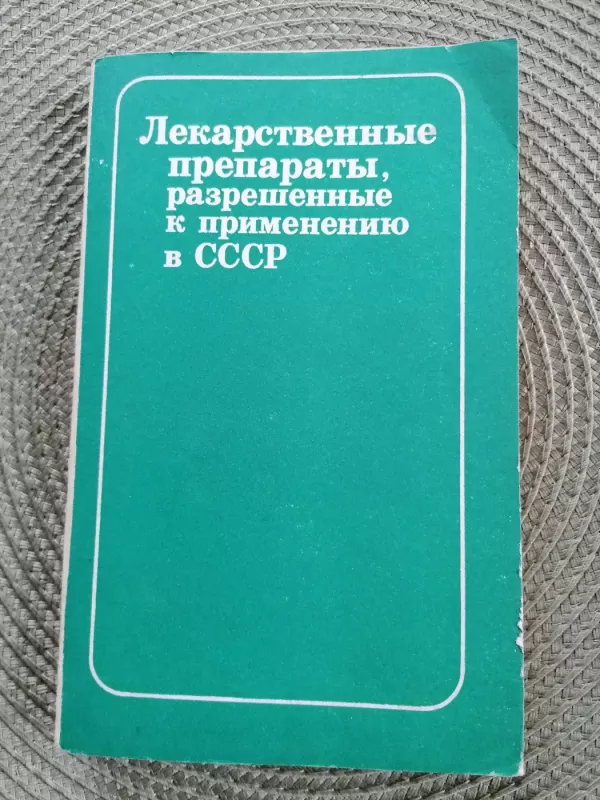 Лекарственные
препараты,
разрешенные
к применению
в СССР